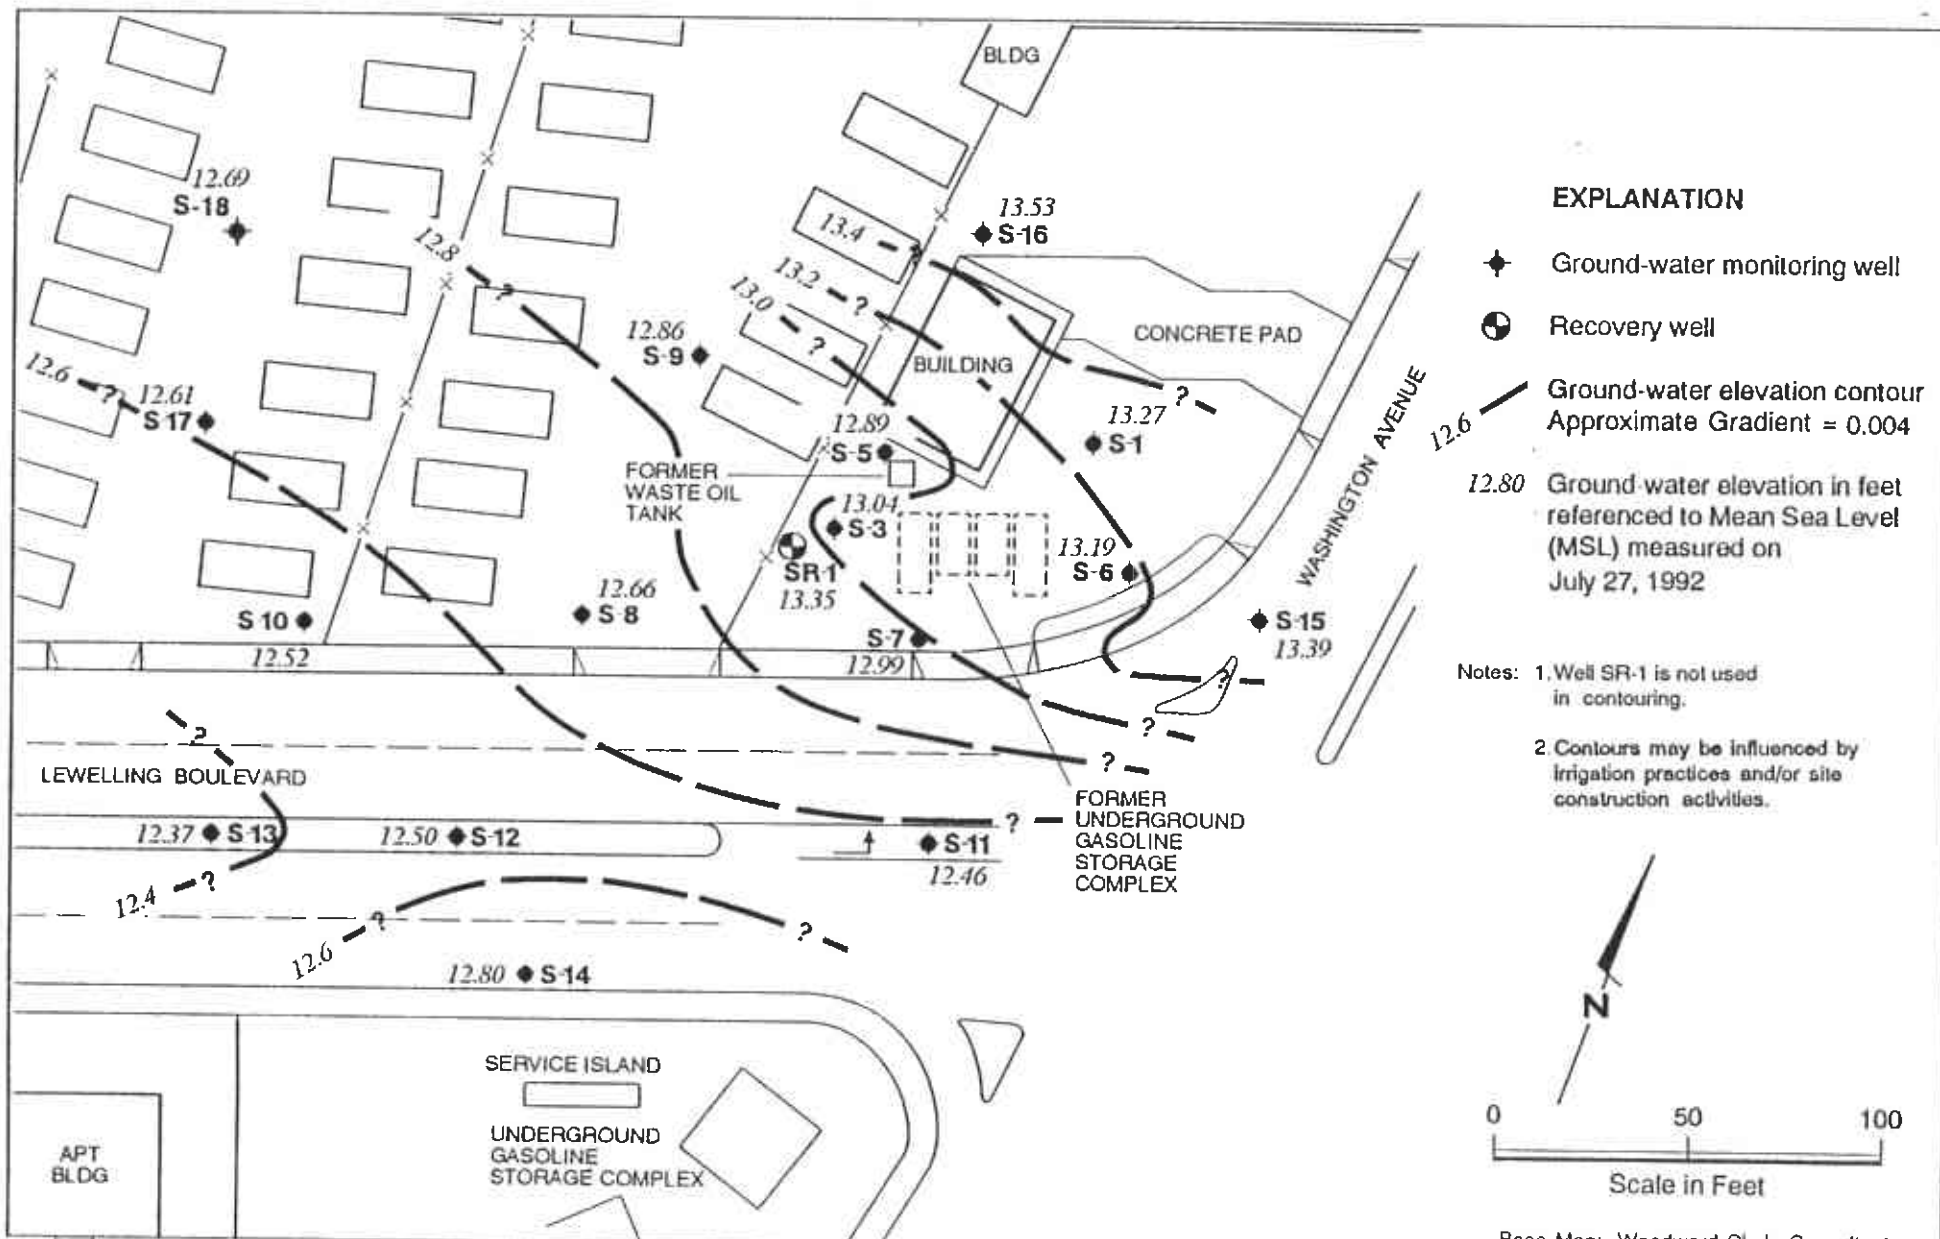 BLDG
12.69
S-18
12.8
13.4
?
13.53
S-16
13.2
?
13.0
?
?
12.86
S-9
BUILDING
CONCRETE PAD
12.6
?
12.61
S-17
?
13.27
S-1
12.89
S-5
FORMER
WASTE OIL
TANK
13.04
S-3
SR-1
13.35
13.19
S-6
WASHINGTON AVENUE
S-10
12.52
12.66
S-8
S-7
12.99
S-15
13.39
?
?
?
?
LEWELLING BOULEVARD
12.37
S-13
12.50
S-12
?
S-11
12.46
FORMER
UNDERGROUND
GASOLINE
STORAGE
COMPLEX
12.4
?
12.6
?
?
12.80
S-14
SERVICE ISLAND
UNDERGROUND
GASOLINE
STORAGE COMPLEX
APT
BLDG
EXPLANATION
Ground-water monitoring well
Recovery well
12.6
Ground-water elevation contour
Approximate Gradient = 0.004
12.80
Ground-water elevation in feet
referenced to Mean Sea Level
(MSL) measured on
July 27, 1992
Notes: 1. Well SR-1 is not used
in contouring.
2. Contours may be influenced by
irrigation practices and/or site
construction activities.
N
0 50 100
Scale in Feet
Base Map: